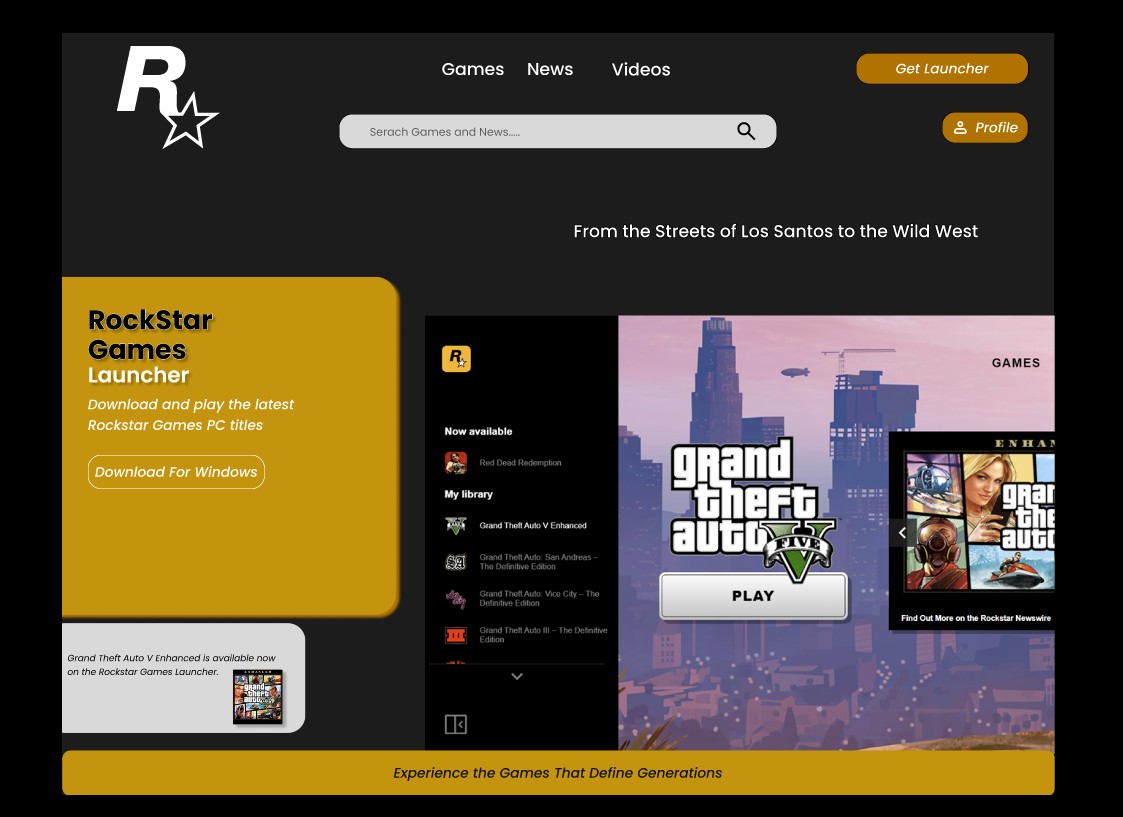 R
Games News Videos
Get Launcher
Serach Games and News.....
Profile
From the Streets of Los Santos to the Wild West
RockStar
Games
Launcher
Download and play the latest
Rockstar Games PC titles
Download For Windows
Grand Theft Auto V Enhanced is available now
on the Rockstar Games Launcher.
grand
theft
auto
R
Now available
Red Dead Redemption
My library
Grand Theft Auto V Enhanced
Grand Theft Auto: San Andreas –
The Definitive Edition
Grand Theft Auto: Vice City – The
Definitive Edition
Grand Theft Auto III – The Definitive
Edition
GAMES
grand
theft
auto
V
FIVE
PLAY
ENHAN
gran
the
auto
Find Out More on the Rockstar Newswire
Experience the Games That Define Generations